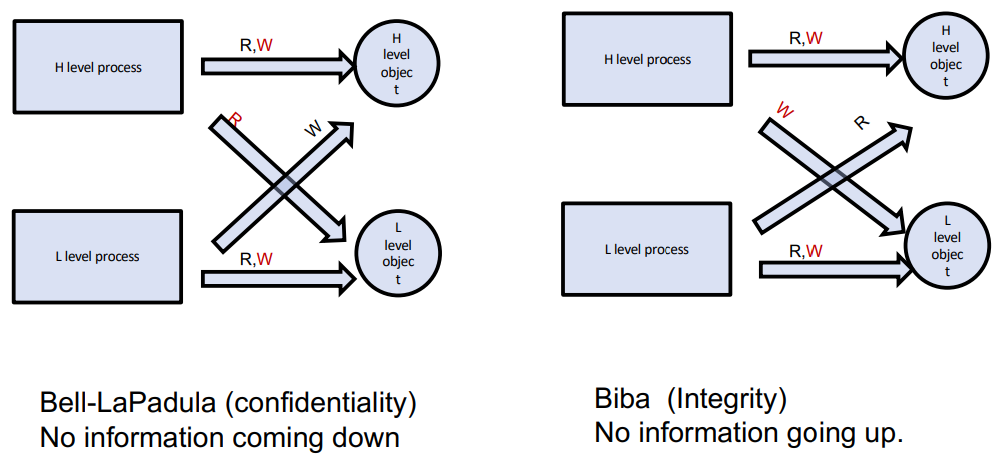 H level process
R,W
H
level
objec
t
R
W
L level process
R,W
L
level
objec
t
Bell-LaPadula (confidentiality)
No information coming down
H level process
R,W
H
level
objec
t
W
R
L level process
R,W
L
level
objec
t
Biba (Integrity)
No information going up.